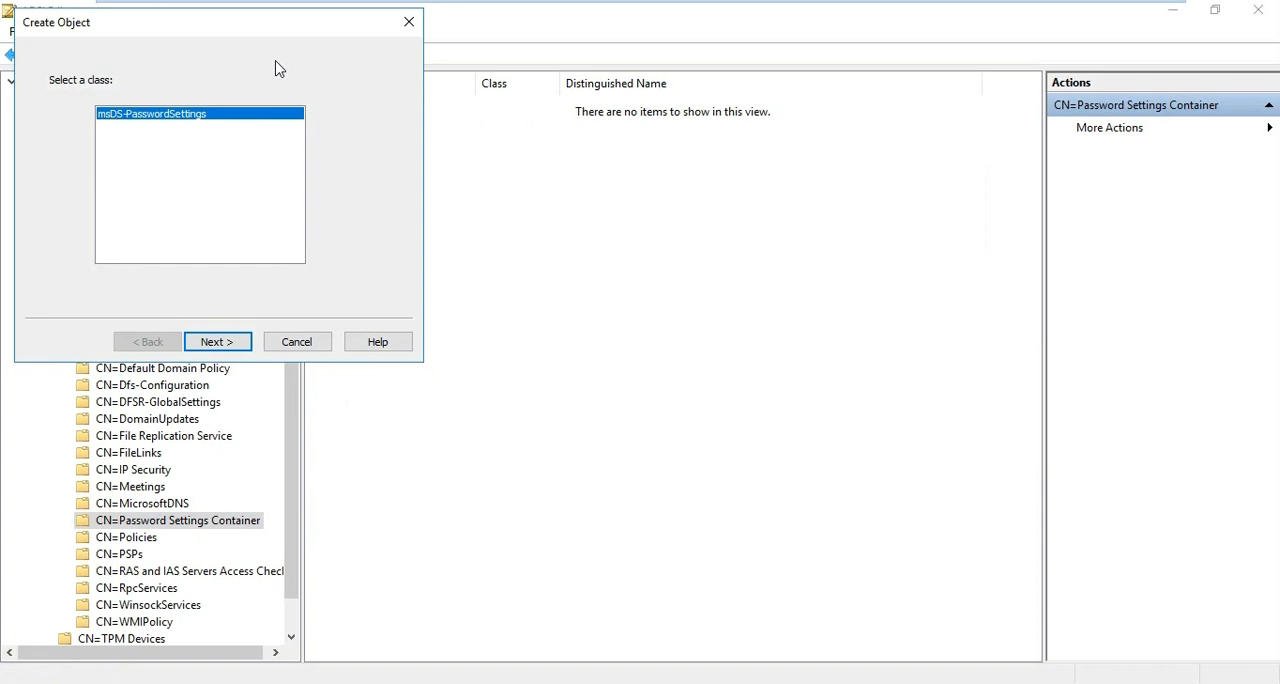 Create Object
Select a class:
msDS-PasswordSettings
< Back
Next >
Cancel
Help
Class
Distinguished Name
There are no items to show in this view.
Actions
CN=Password Settings Container
More Actions
CN=Default Domain Policy
CN=Dfs-Configuration
CN=DFSR-GlobalSettings
CN=DomainUpdates
CN=File Replication Service
CN=FileLinks
CN=IP Security
CN=Meetings
CN=MicrosoftDNS
CN=Password Settings Container
CN=Policies
CN=PSPs
CN=RAS and IAS Servers Access Checl
CN=RpcServices
CN=WinsockServices
CN=WMIPolicy
CN=TPM Devices